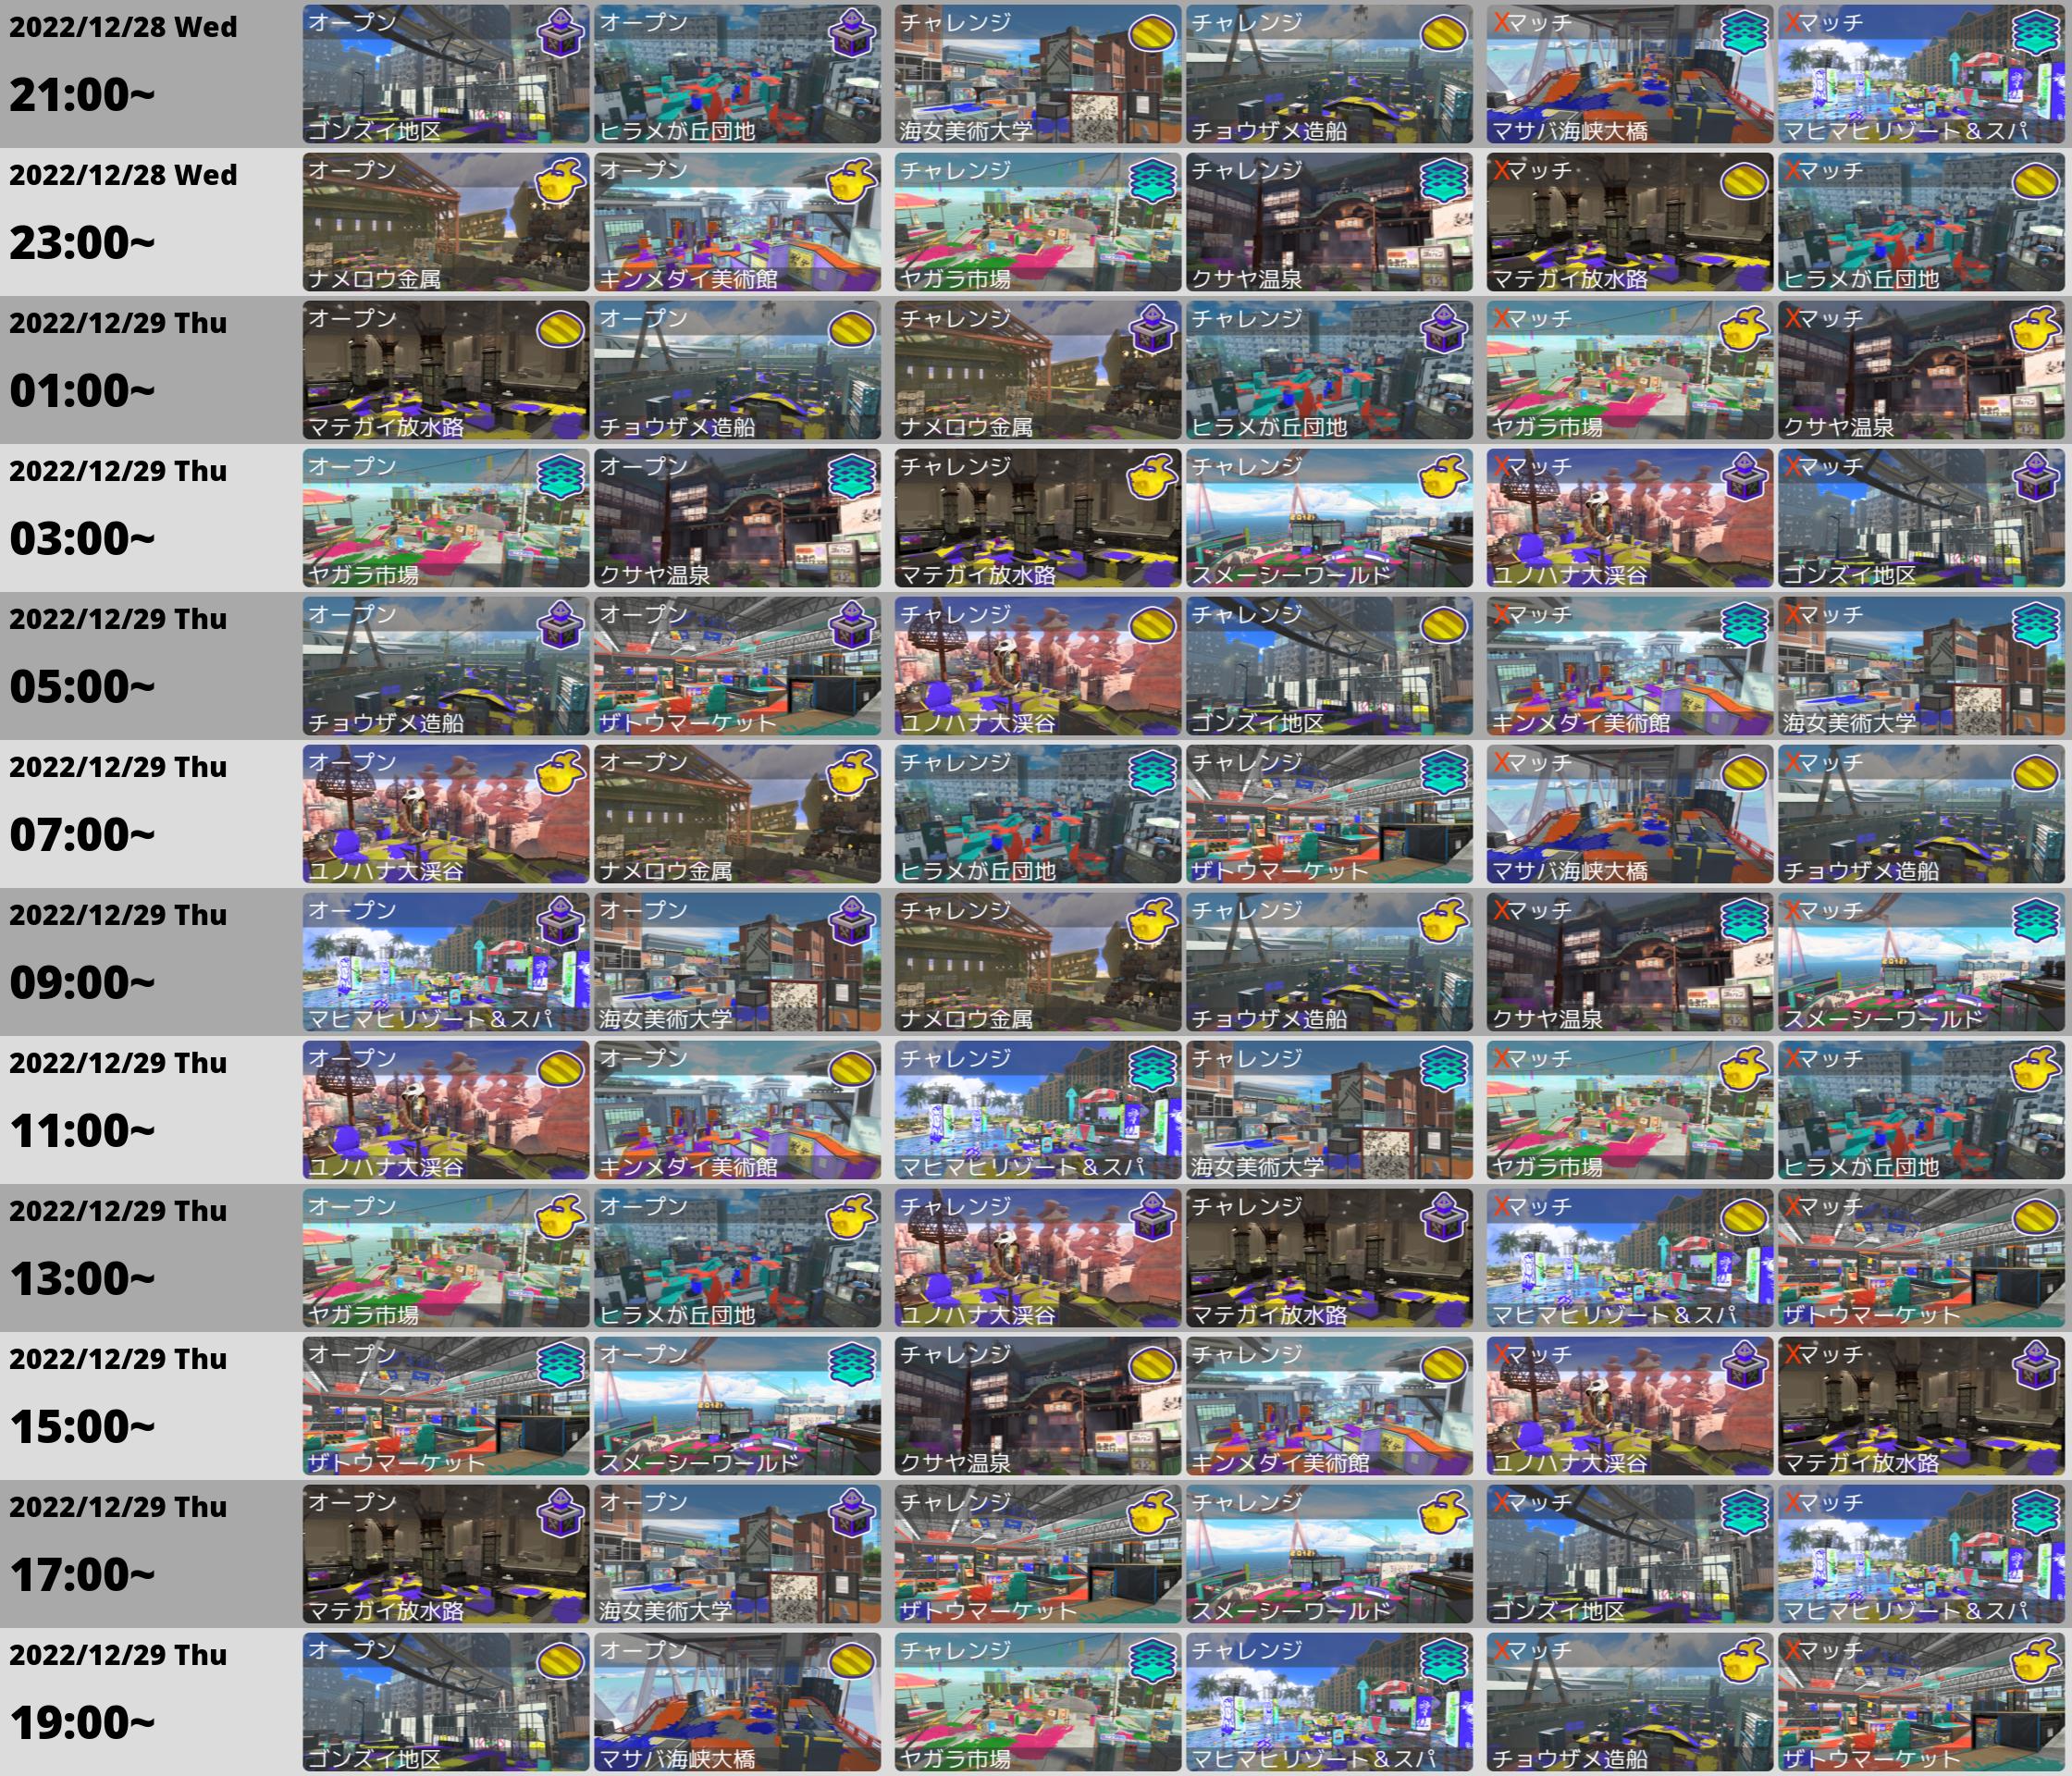 2022/12/28 Wed
21:00~
オープン オープン チャレンジ チャレンジ Xマッチ Xマッチ
ゴンズイ地区 ヒラメが丘団地 海女美術大学 チョウザメ造船 マサバ海峡大橋 マヒマヒリゾート＆スパ
2022/12/28 Wed
23:00~
オープン オープン チャレンジ チャレンジ Xマッチ Xマッチ
ナメロウ金属 キンメダイ美術館 ヤガラ市場 クサヤ温泉 マテガイ放水路 ヒラメが丘団地
2022/12/29 Thu
01:00~
オープン オープン チャレンジ チャレンジ Xマッチ Xマッチ
マテガイ放水路 チョウザメ造船 ナメロウ金属 ヒラメが丘団地 ヤガラ市場 クサヤ温泉
2022/12/29 Thu
03:00~
オープン オープン チャレンジ チャレンジ Xマッチ Xマッチ
ヤガラ市場 クサヤ温泉 マテガイ放水路 スメーシーワールド ユノハナ大渓谷 ゴンズイ地区
2022/12/29 Thu
05:00~
オープン オープン チャレンジ チャレンジ Xマッチ Xマッチ
チョウザメ造船 ザトウマーケット ユノハナ大渓谷 ゴンズイ地区 キンメダイ美術館 海女美術大学
2022/12/29 Thu
07:00~
オープン オープン チャレンジ チャレンジ Xマッチ Xマッチ
ユノハナ大渓谷 ナメロウ金属 ヒラメが丘団地 ザトウマーケット マサバ海峡大橋 チョウザメ造船
2022/12/29 Thu
09:00~
オープン オープン チャレンジ チャレンジ Xマッチ Xマッチ
マヒマヒリゾート＆スパ 海女美術大学 ナメロウ金属 チョウザメ造船 クサヤ温泉 スメーシーワールド
2022/12/29 Thu
11:00~
オープン オープン チャレンジ チャレンジ Xマッチ Xマッチ
ユノハナ大渓谷 キンメダイ美術館 マヒマヒリゾート＆スパ 海女美術大学 ヤガラ市場 ヒラメが丘団地
2022/12/29 Thu
13:00~
オープン オープン チャレンジ チャレンジ Xマッチ Xマッチ
ヤガラ市場 ヒラメが丘団地 ユノハナ大渓谷 マテガイ放水路 マヒマヒリゾート＆スパ ザトウマーケット
2022/12/29 Thu
15:00~
オープン オープン チャレンジ チャレンジ Xマッチ Xマッチ
ザトウマーケット スメーシーワールド クサヤ温泉 キンメダイ美術館 ユノハナ大渓谷 マテガイ放水路
2022/12/29 Thu
17:00~
オープン オープン チャレンジ チャレンジ Xマッチ Xマッチ
マテガイ放水路 海女美術大学 ザトウマーケット スメーシーワールド ゴンズイ地区 マヒマヒリゾート＆スパ
2022/12/29 Thu
19:00~
オープン オープン チャレンジ チャレンジ Xマッチ Xマッチ
ゴンズイ地区 マサバ海峡大橋 ヤガラ市場 マヒマヒリゾート＆スパ チョウザメ造船 ザトウマーケット